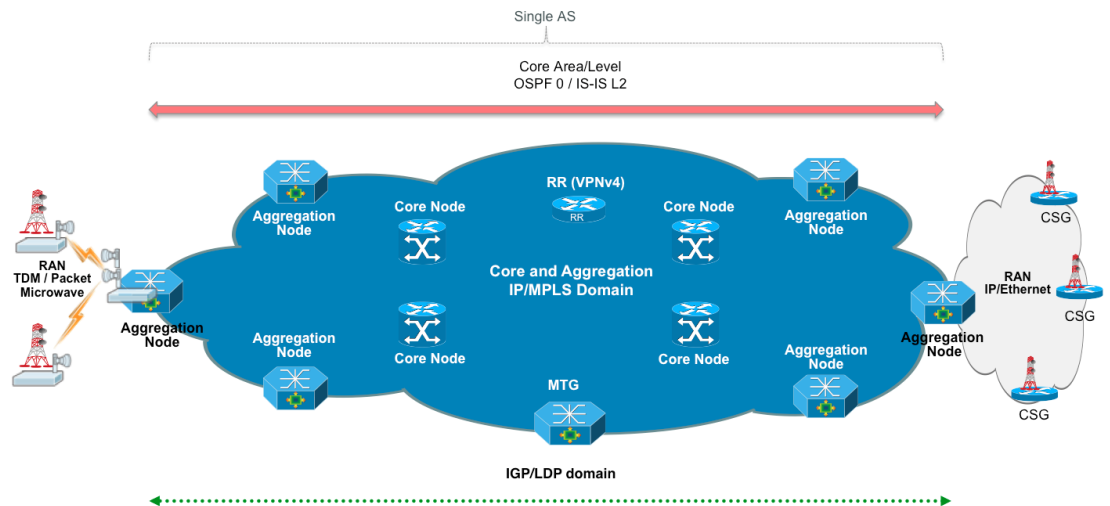 Single AS
Core Area/Level
OSPF 0 / IS-IS L2
RR (VPNv4)
RR
Aggregation
Node
Core Node
Core Node
Aggregation
Node
CSG
RAN
TDM / Packet
Microwave
Core and Aggregation
IP/MPLS Domain
RAN
IP/Ethernet
CSG
Aggregation
Node
Aggregation
Node
Aggregation
Node
Core Node
Core Node
Aggregation
Node
MTG
CSG
IGP/LDP domain